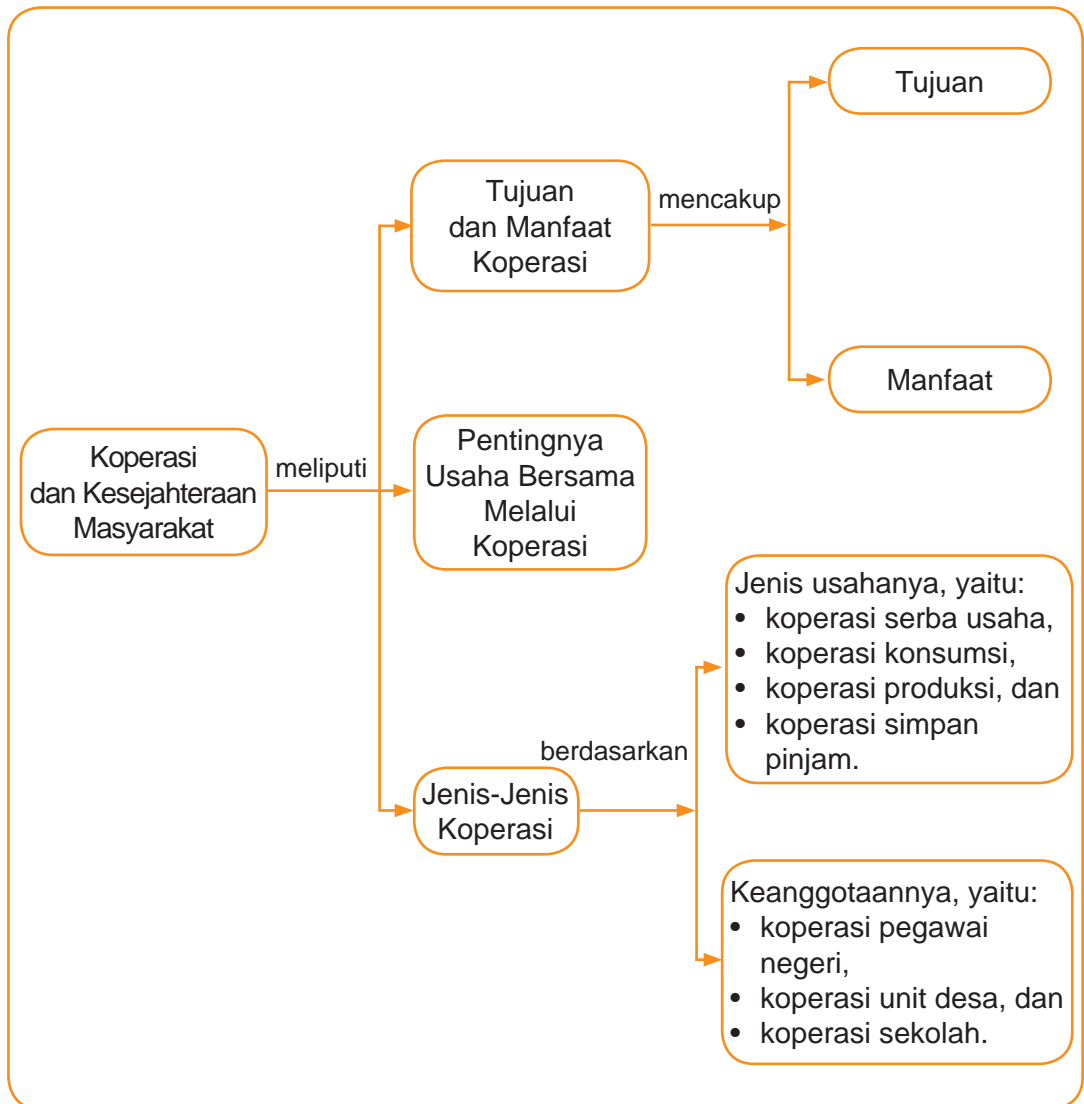 Tujuan
Tujuan
dan Manfaat
Koperasi
mencakup
Manfaat
Koperasi
dan Kesejahteraan
Masyarakat
meliputi
Pentingnya
Usaha Bersama
Melalui
Koperasi
Jenis usahanya, yaitu:
• koperasi serba usaha,
• koperasi konsumsi,
• koperasi produksi, dan
• koperasi simpan
pinjam.
berdasarkan
Jenis-Jenis
Koperasi
Keanggotaannya, yaitu:
• koperasi pegawai
negeri,
• koperasi unit desa, dan
• koperasi sekolah.